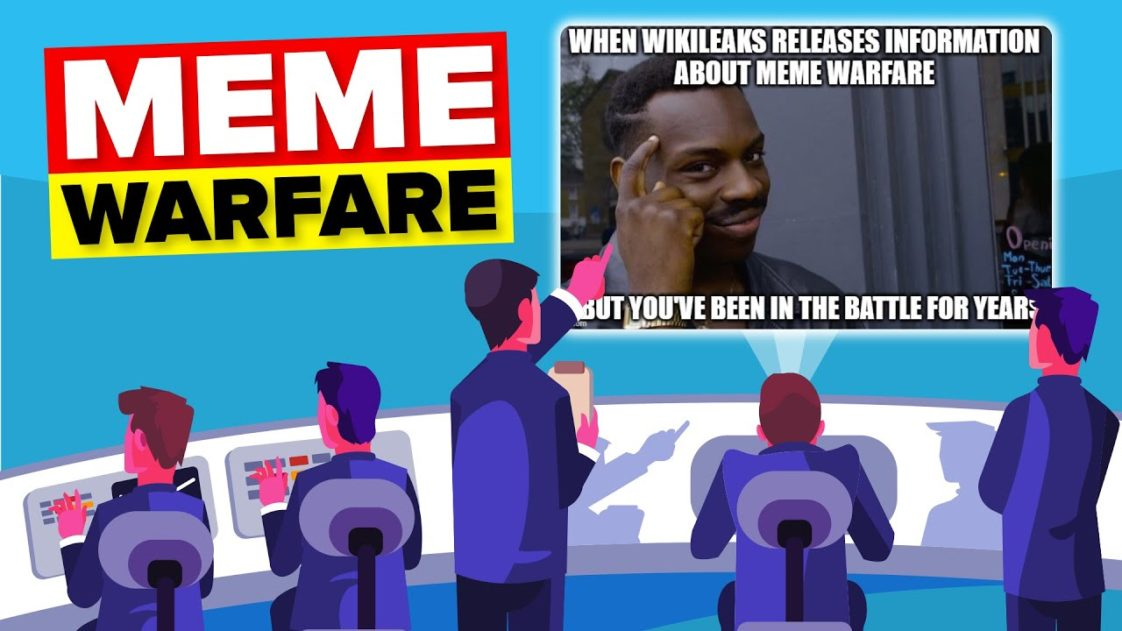 MEME
WARFARE
WHEN WIKILEAKS RELEASES INFORMATION
ABOUT MEME WARFARE
Open
Mon
Tue-Thur
Fri-Sat
BUT YOU'VE BEEN IN THE BATTLE FOR YEARS